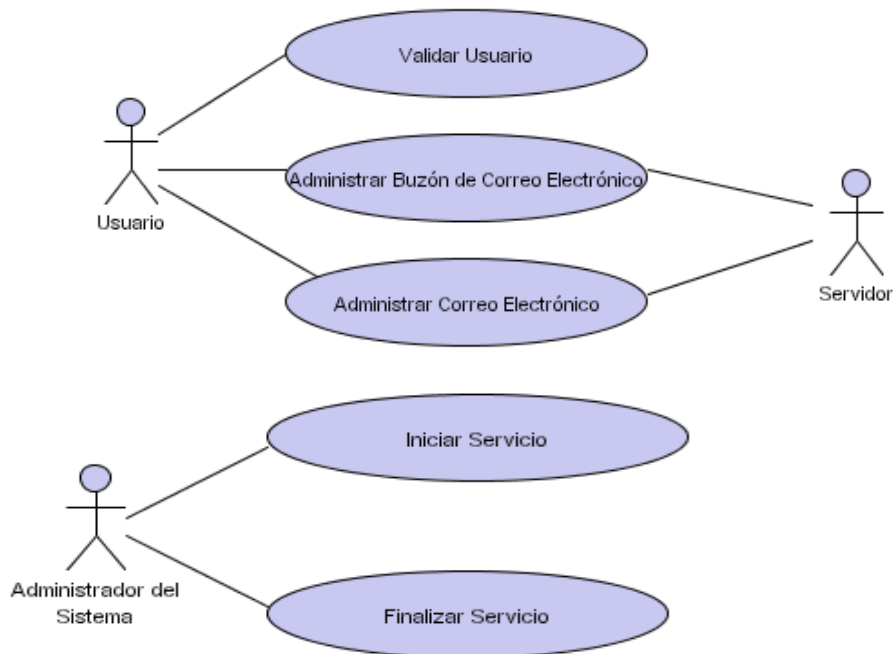 Validar Usuario
Administrar Buzón de Correo Electrónico
Usuario
Administrar Correo Electrónico
Servidor
Iniciar Servicio
Administrador del
Sistema
Finalizar Servicio